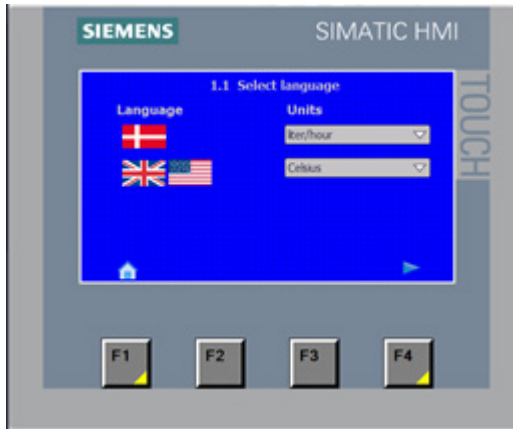 SIEMENS SIMATIC HMI
TOUCH
1.1 Select language
Language Units
liter/hour
Celsius
F1 F2 F3 F4